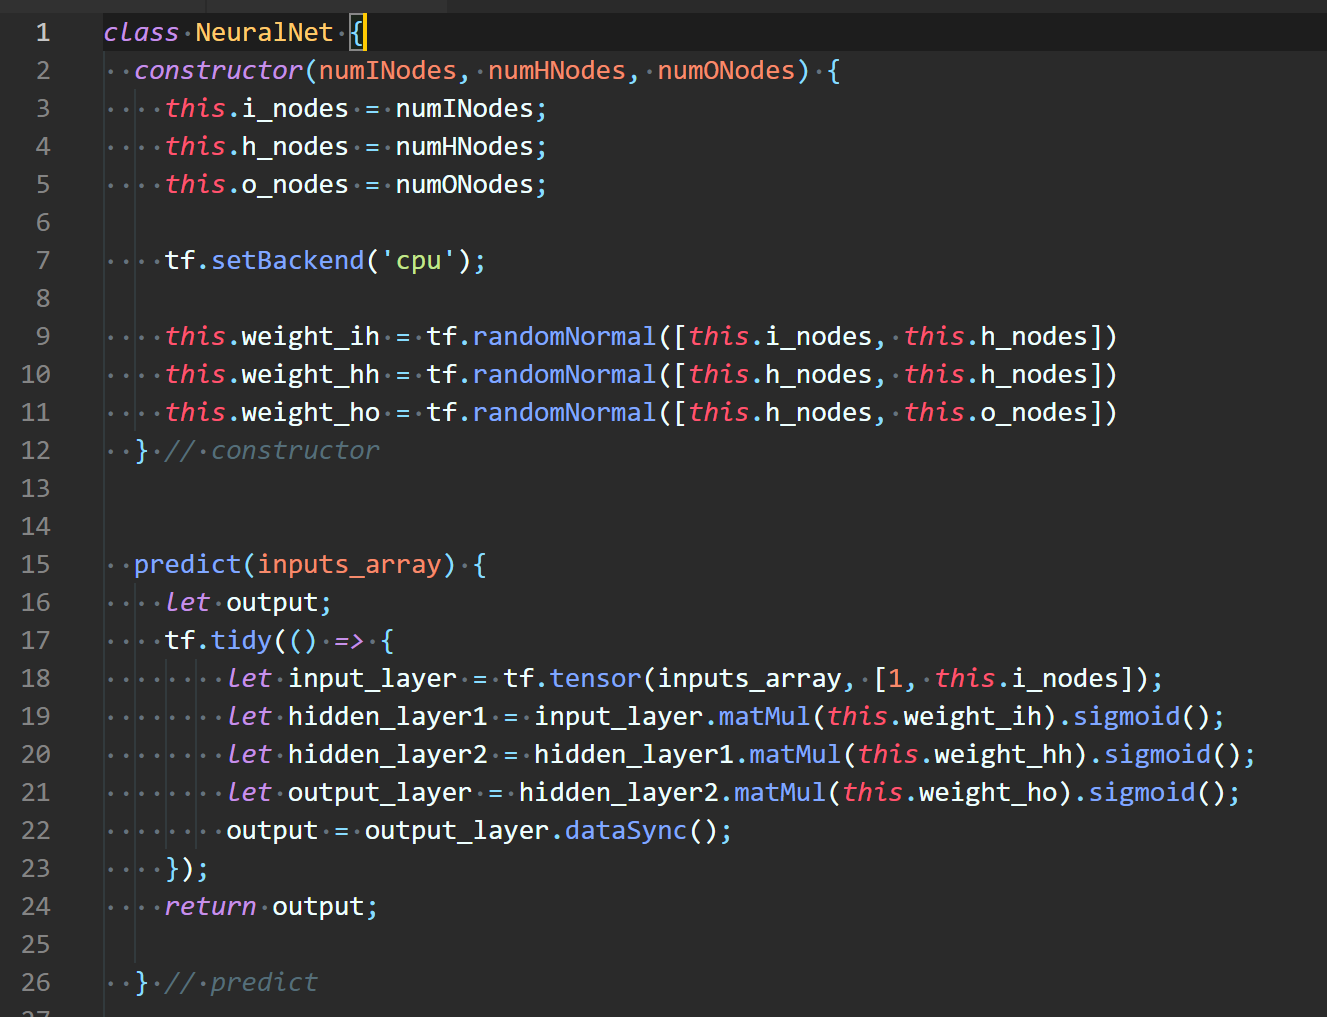 1 class NeuralNet {
2   constructor(numINodes, numHNodes, numONodes) {
3     this.i_nodes = numINodes;
4     this.h_nodes = numHNodes;
5     this.o_nodes = numONodes;
6
7     tf.setBackend('cpu');
8
9     this.weight_ih = tf.randomNormal([this.i_nodes, this.h_nodes])
10     this.weight_hh = tf.randomNormal([this.h_nodes, this.h_nodes])
11     this.weight_ho = tf.randomNormal([this.h_nodes, this.o_nodes])
12   } // constructor
13
14
15   predict(inputs_array) {
16     let output;
17     tf.tidy(() => {
18         let input_layer = tf.tensor(inputs_array, [1, this.i_nodes]);
19         let hidden_layer1 = input_layer.matMul(this.weight_ih).sigmoid();
20         let hidden_layer2 = hidden_layer1.matMul(this.weight_hh).sigmoid();
21         let output_layer = hidden_layer2.matMul(this.weight_ho).sigmoid();
22         output = output_layer.dataSync();
23     });
24     return output;
25
26   } // predict
27